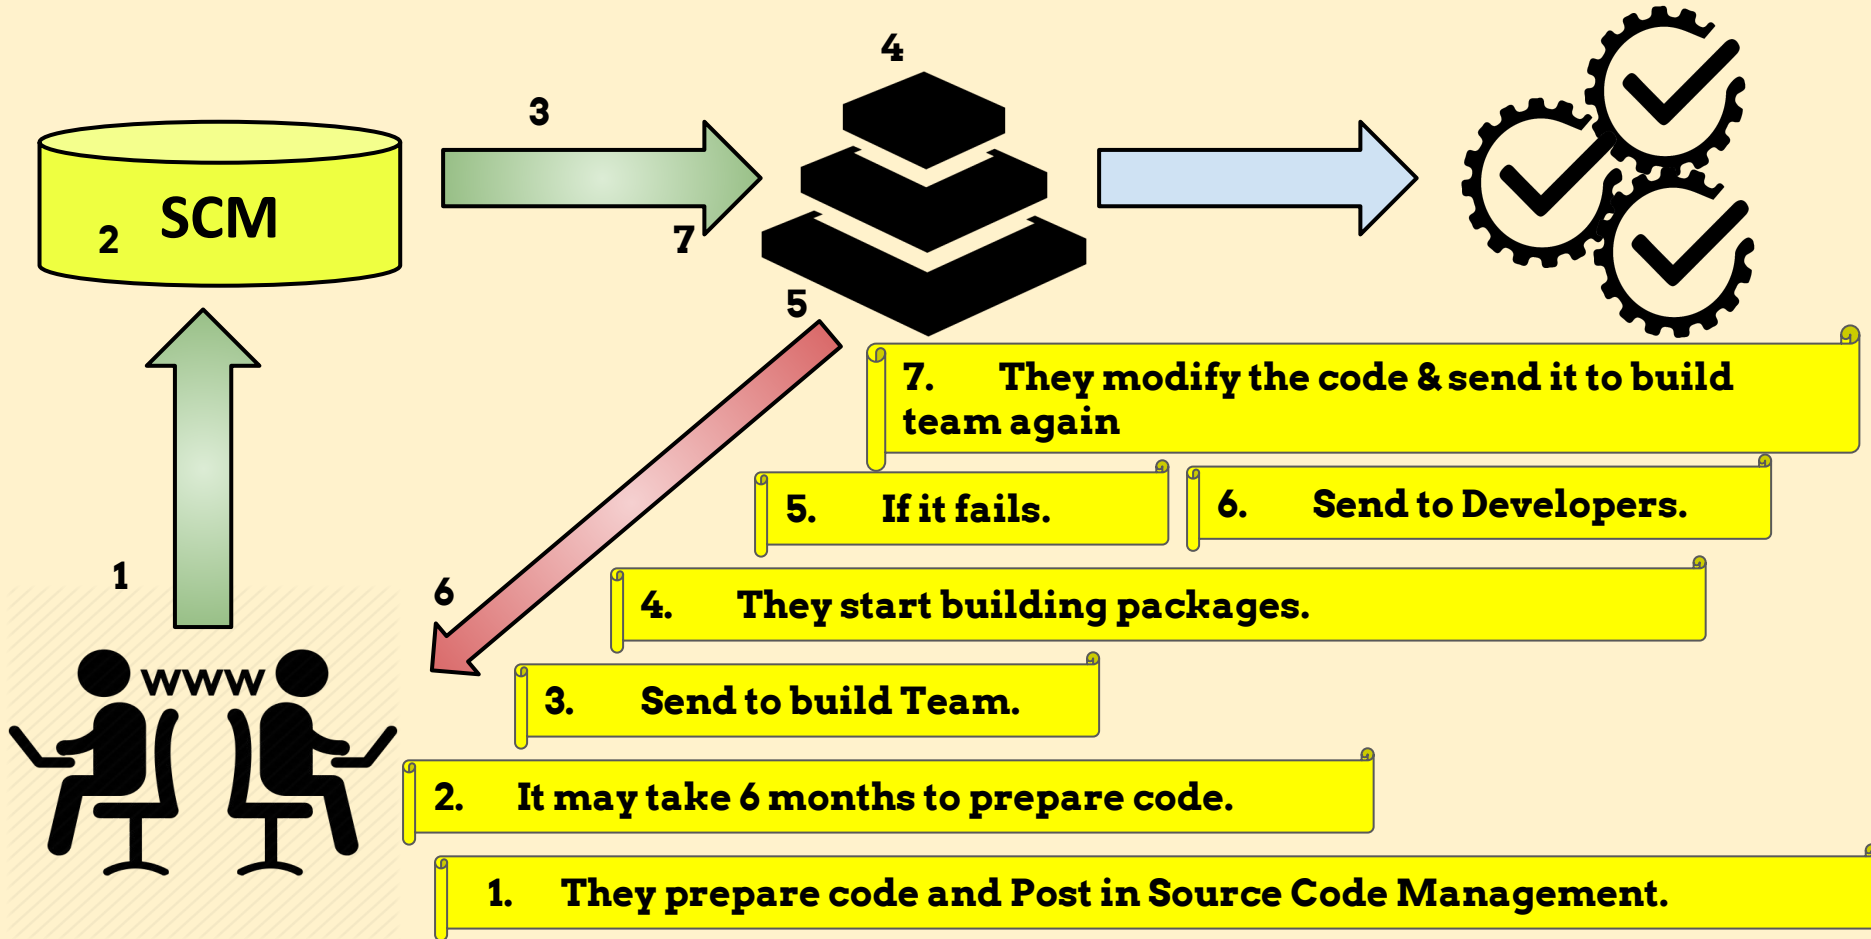 4
3
2 SCM
7
5
7. They modify the code & send it to build
team again
5. If it fails.
6. Send to Developers.
1
6
4. They start building packages.
www
3. Send to build Team.
2. It may take 6 months to prepare code.
1. They prepare code and Post in Source Code Management.